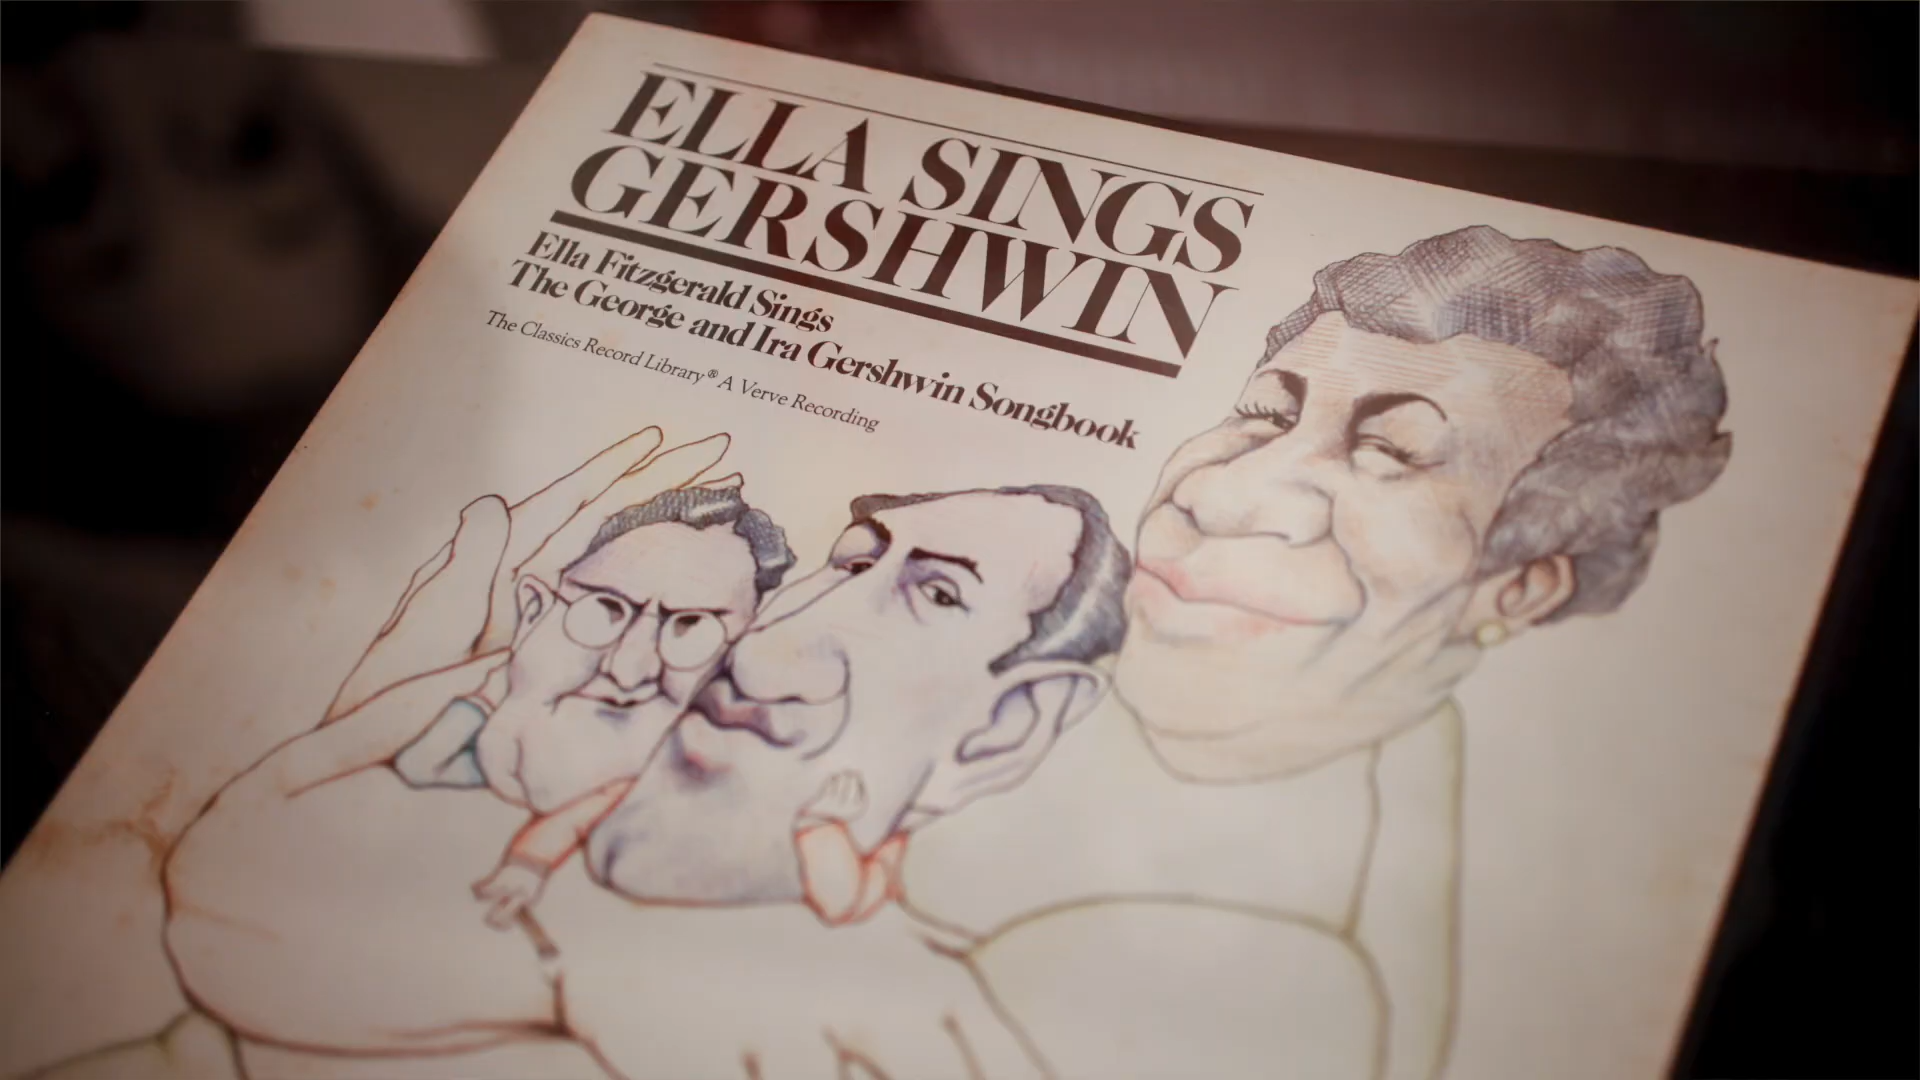 ELLA SINGS
GERSHWIN
Ella Fitzgerald Sings
The George and Ira Gershwin Songbook
The Classics Record Library® A Verve Recording